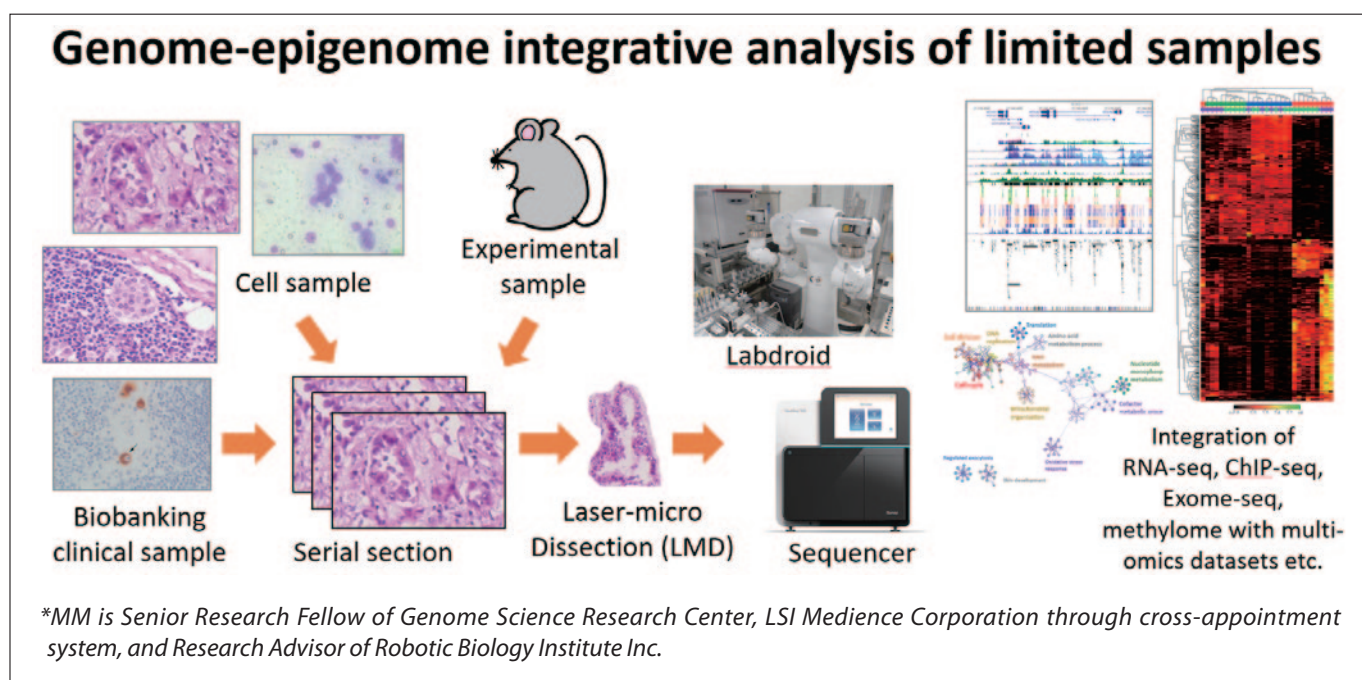 Genome-epigenome integrative analysis of limited samples
Cell sample
Experimental
sample
Biobanking
clinical sample
Serial section
Laser-micro
Dissection (LMD)
Labdroid
Sequencer
Translation
Cell cycle
Integration of
RNA-seq, ChIP-seq,
Exome-seq,
methylome with multi-
omics datasets etc.
*MM is Senior Research Fellow of Genome Science Research Center, LSI Medience Corporation through cross-appointment
system, and Research Advisor of Robotic Biology Institute Inc.